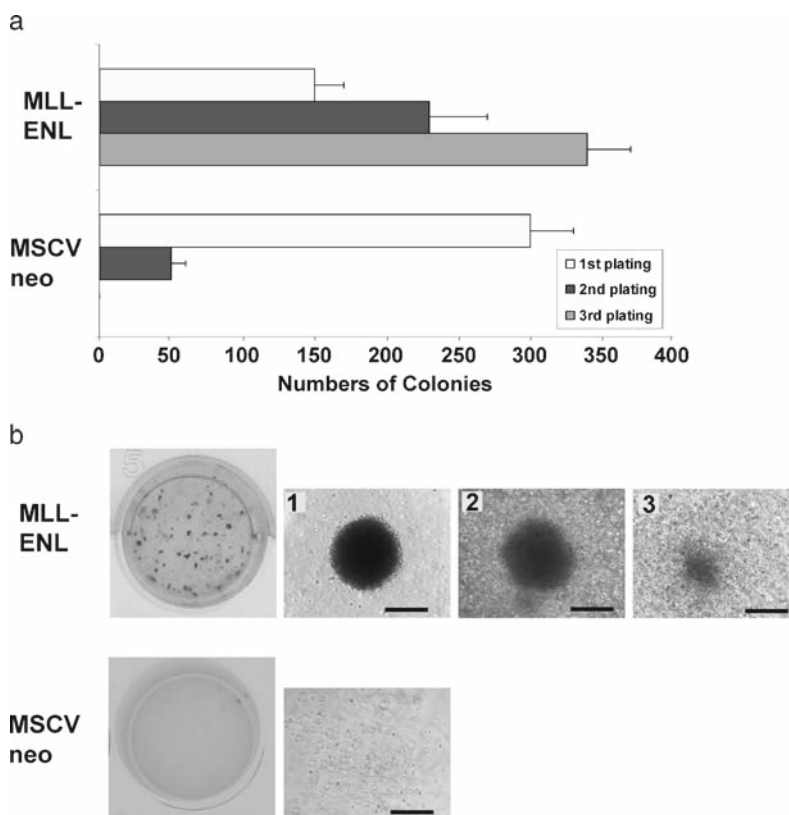 a
MLL-
ENL
MSCV
neo
1st plating
2nd plating
3rd plating
0 50 100 150 200 250 300 350 400
Numbers of Colonies
b
MLL-
ENL
1 2 3
MSCV
neo